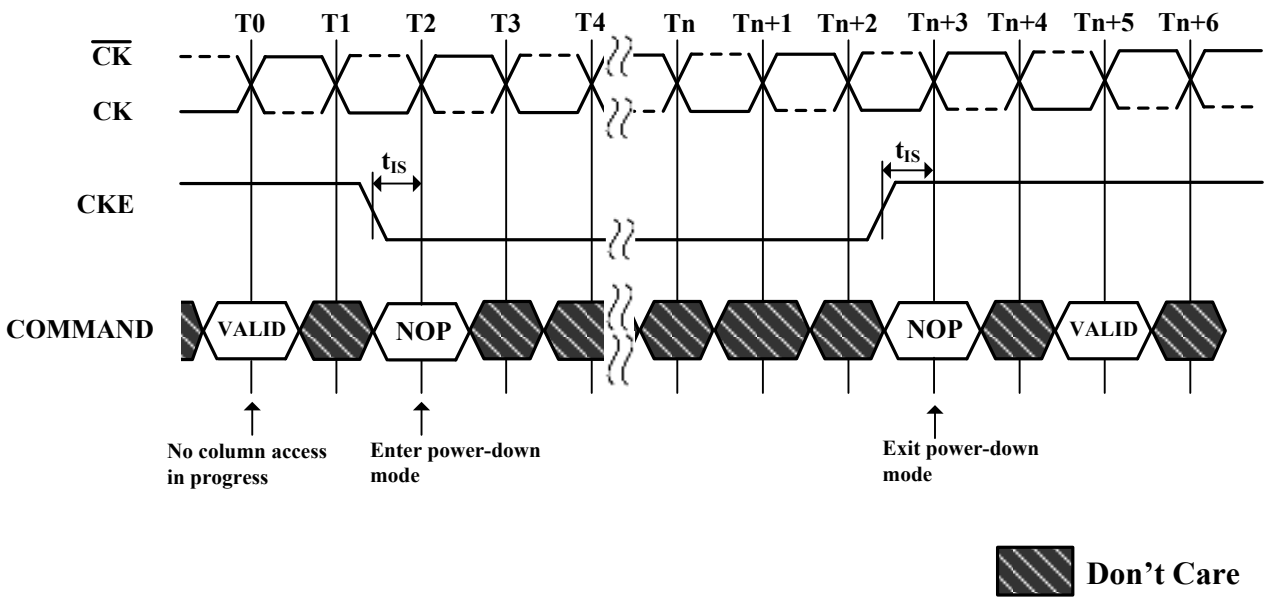 T0 T1 T2 T3 T4 Tn Tn+1 Tn+2 Tn+3 Tn+4 Tn+5 Tn+6
CK
CK
tIS tIS
CKE
COMMAND VALID NOP NOP VALID
No column access
in progress
Enter power-down
mode
Exit power-down
mode
Don't Care